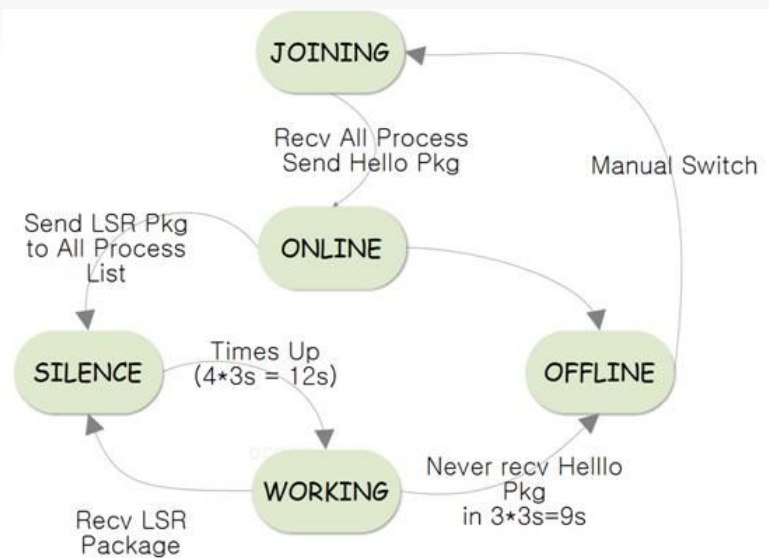 JOINING
Recv All Process
Send Hello Pkg
Manual Switch
Send LSR Pkg
to All Process
List
ONLINE
SILENCE
Times Up
(4*3s = 12s)
OFFLINE
WORKING
Never recv Helllo
Pkg
in 3*3s=9s
Recv LSR
Package